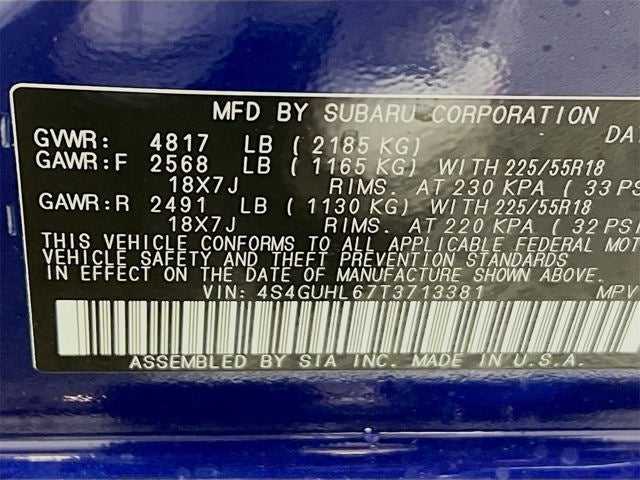 MFD BY SUBARU CORPORATION DA
GVWR: 4817 LB ( 2185 KG)
GAWR:F 2568 LB ( 1165 KG) WITH 225/55R18
18X7J RIMS. AT 230 KPA ( 33 PSI
GAWR:R 2491 LB ( 1130 KG) WITH 225/55R18
18X7J RIMS. AT 220 KPA ( 32 PSI
THIS VEHICLE CONFORMS TO ALL APPLICABLE FEDERAL MOT
VEHICLE SAFETY AND THEFT PREVENTION STANDARDS
IN EFFECT ON THE DATE OF MANUFACTURE SHOWN ABOVE.
VIN: 4S4GUHL67T3713381 MPV
ASSEMBLED BY SIA INC. MADE IN U.S.A.